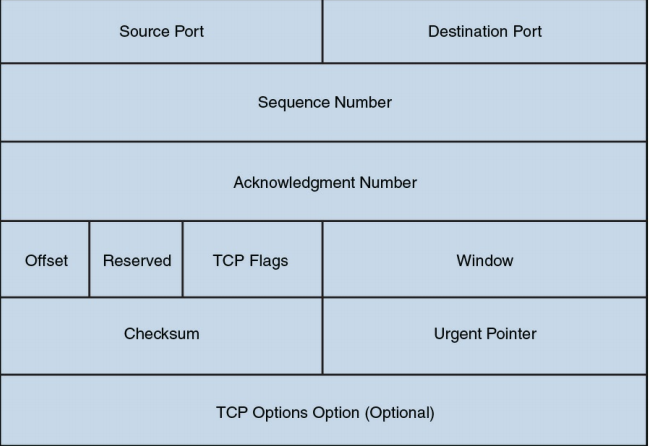 Source Port
Destination Port
Sequence Number
Acknowledgment Number
Offset
Reserved
TCP Flags
Window
Checksum
Urgent Pointer
TCP Options Option (Optional)